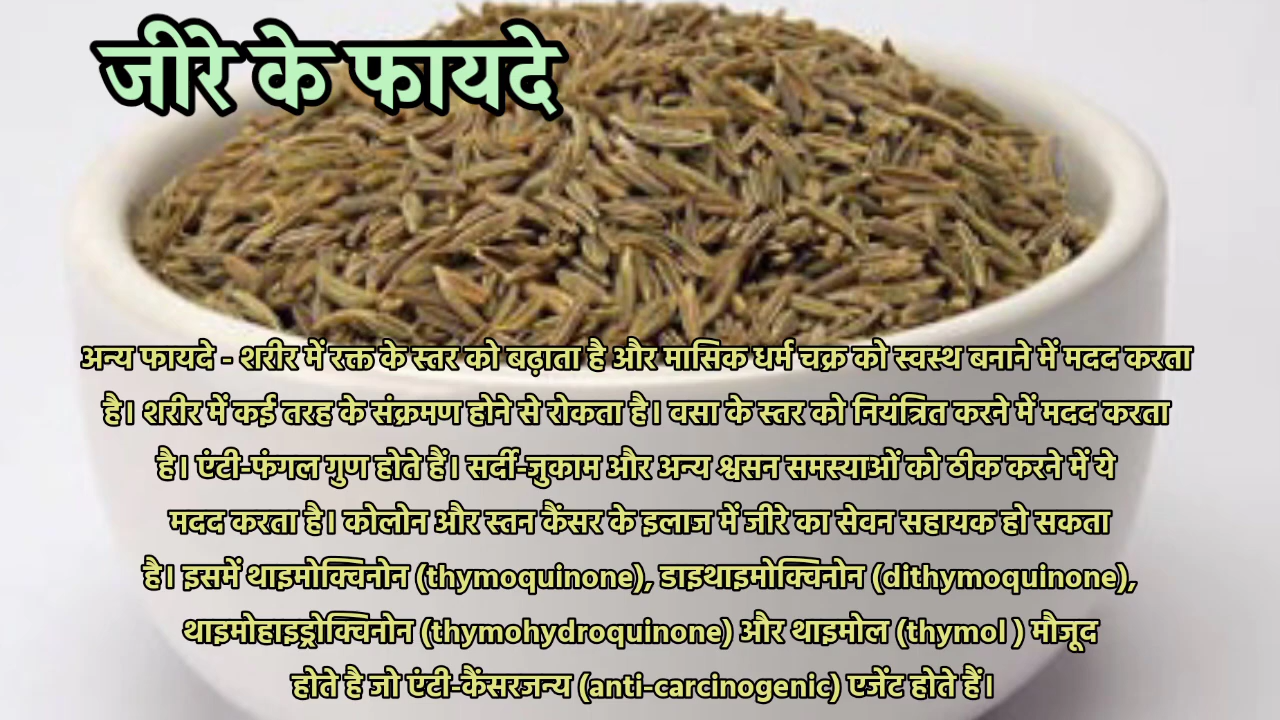 जीरे के फायदे
अन्य फायदे - शरीर में रक्त के स्तर को बढ़ाता है और मासिक धर्म चक्र को स्वस्थ बनाने में मदद करता
है। शरीर में कई तरह के संक्रमण होने से रोकता है। वसा के स्तर को नियंत्रित करने में मदद करता
है। एंटी-फंगल गुण होते हैं। सर्दी-जुकाम और अन्य श्वसन समस्याओं को ठीक करने में ये
मदद करता है। कोलोन और स्तन कैंसर के इलाज में जीरे का सेवन सहायक हो सकता
है। इसमें थाइमोक्विनोन (thymoquinone), डाइथाइमोक्विनोन (dithymoquinone),
थाइमोहाइड्रोक्विनोन (thymohydroquinone) और थाइमोल (thymol ) मौजूद
होते है जो एंटी-कैंसरजन्य (anti-carcinogenic) एजेंट होते हैं।